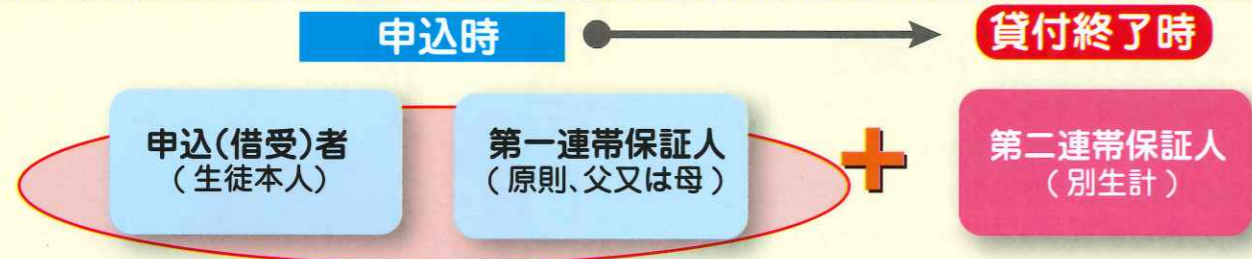 申込時
貸付終了時
申込(借受)者
(生徒本人)
第一連帯保証人
(原則、父又は母)
+
第二連帯保証人
(別生計)